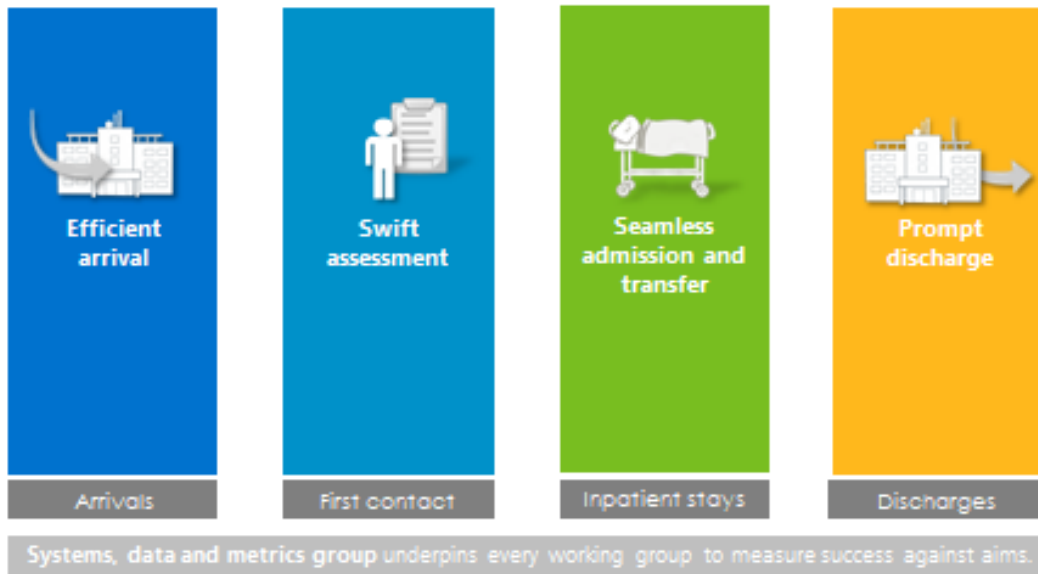 Efficient
arrival
Swift
assessment
Seamless
admission and
transfer
Prompt
discharge
Arrivals
First contact
Inpatient stays
Discharges
Systems, data and metrics group underpins every working group to measure success against aims.